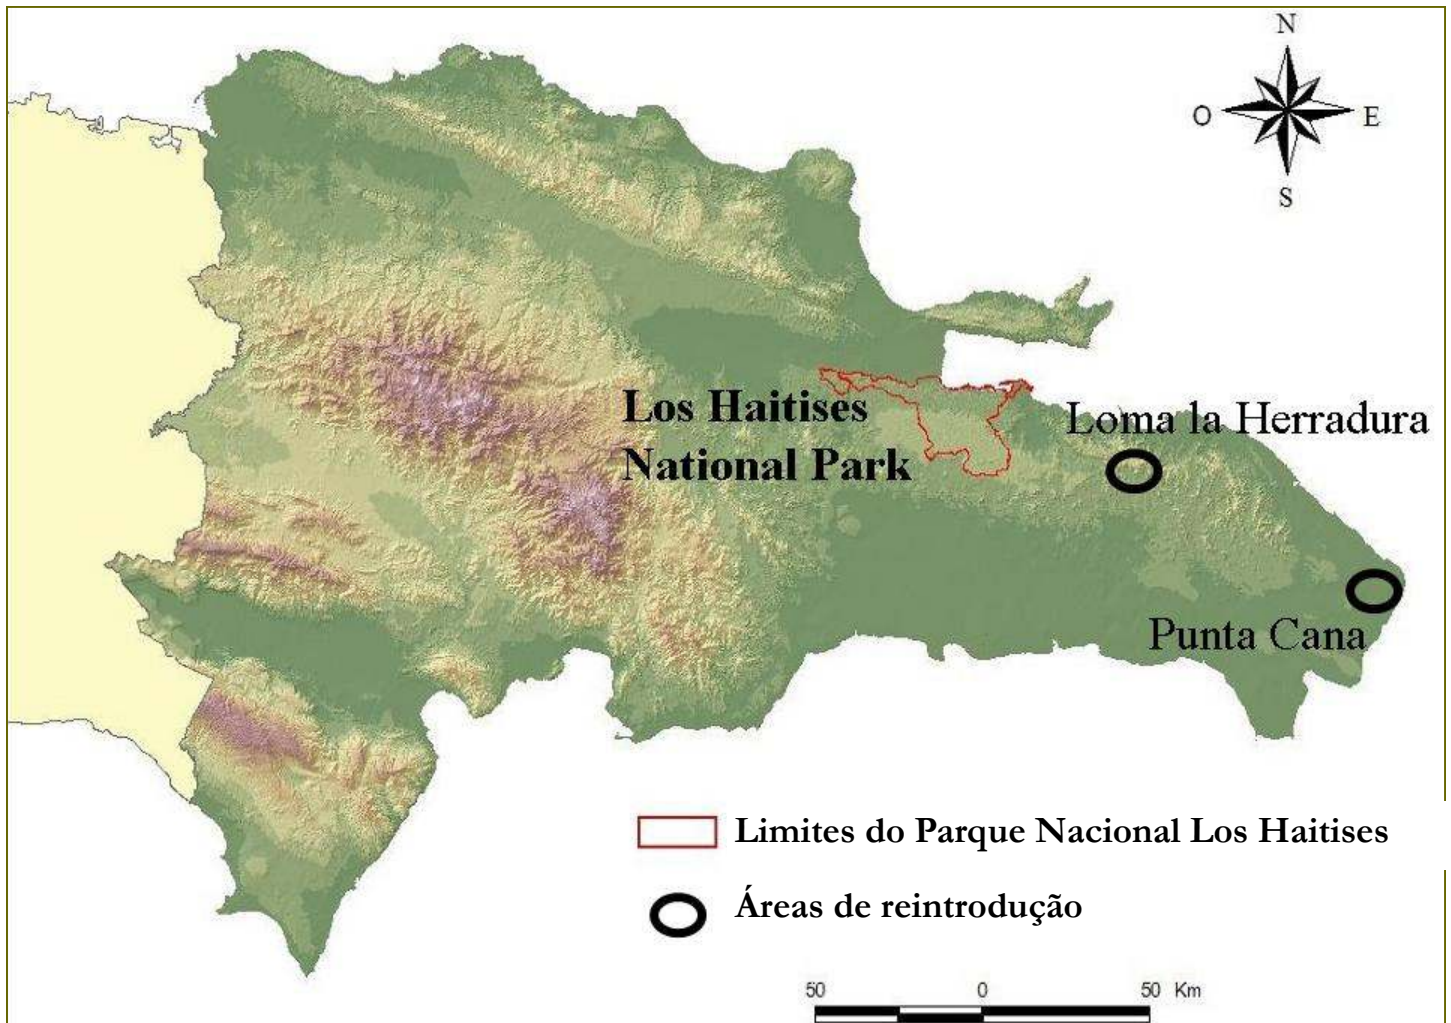 N
O
E
S
Los Haitises
National Park
Loma la Herradura
Punta Cana
Limites do Parque Nacional Los Haitises
Áreas de reintrodução
50 0 50 Km